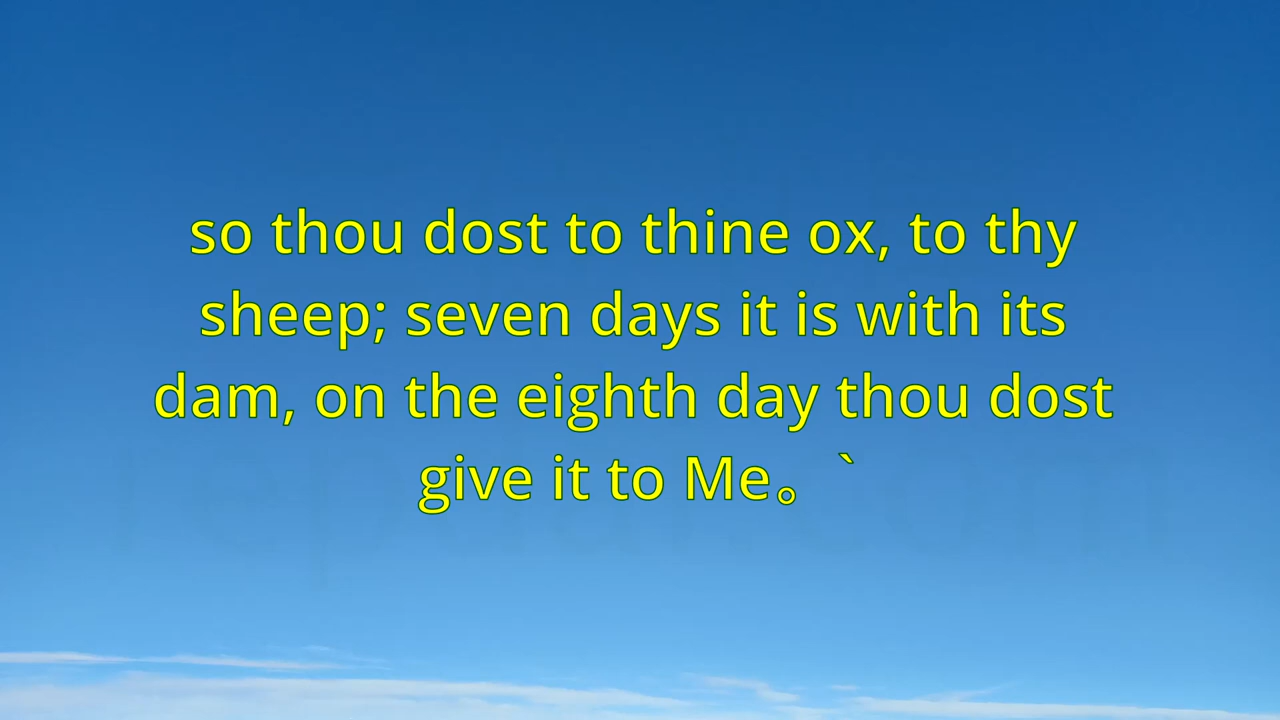 so thou dost to thine ox, to thy
sheep; seven days it is with its
dam, on the eighth day thou dost
give it to Me。 `